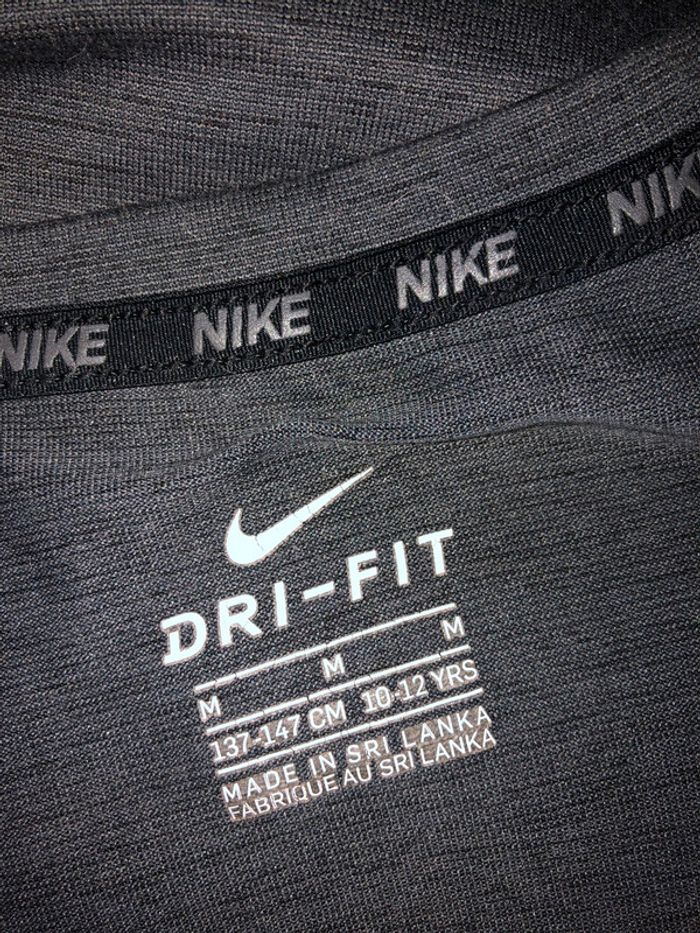 NIKE NIKE NIKE NIK
DRI-FIT
M M M
137-147 CM 10-12 YRS
MADE IN SRI LANKA
FABRIQUE AU SRI LANKA